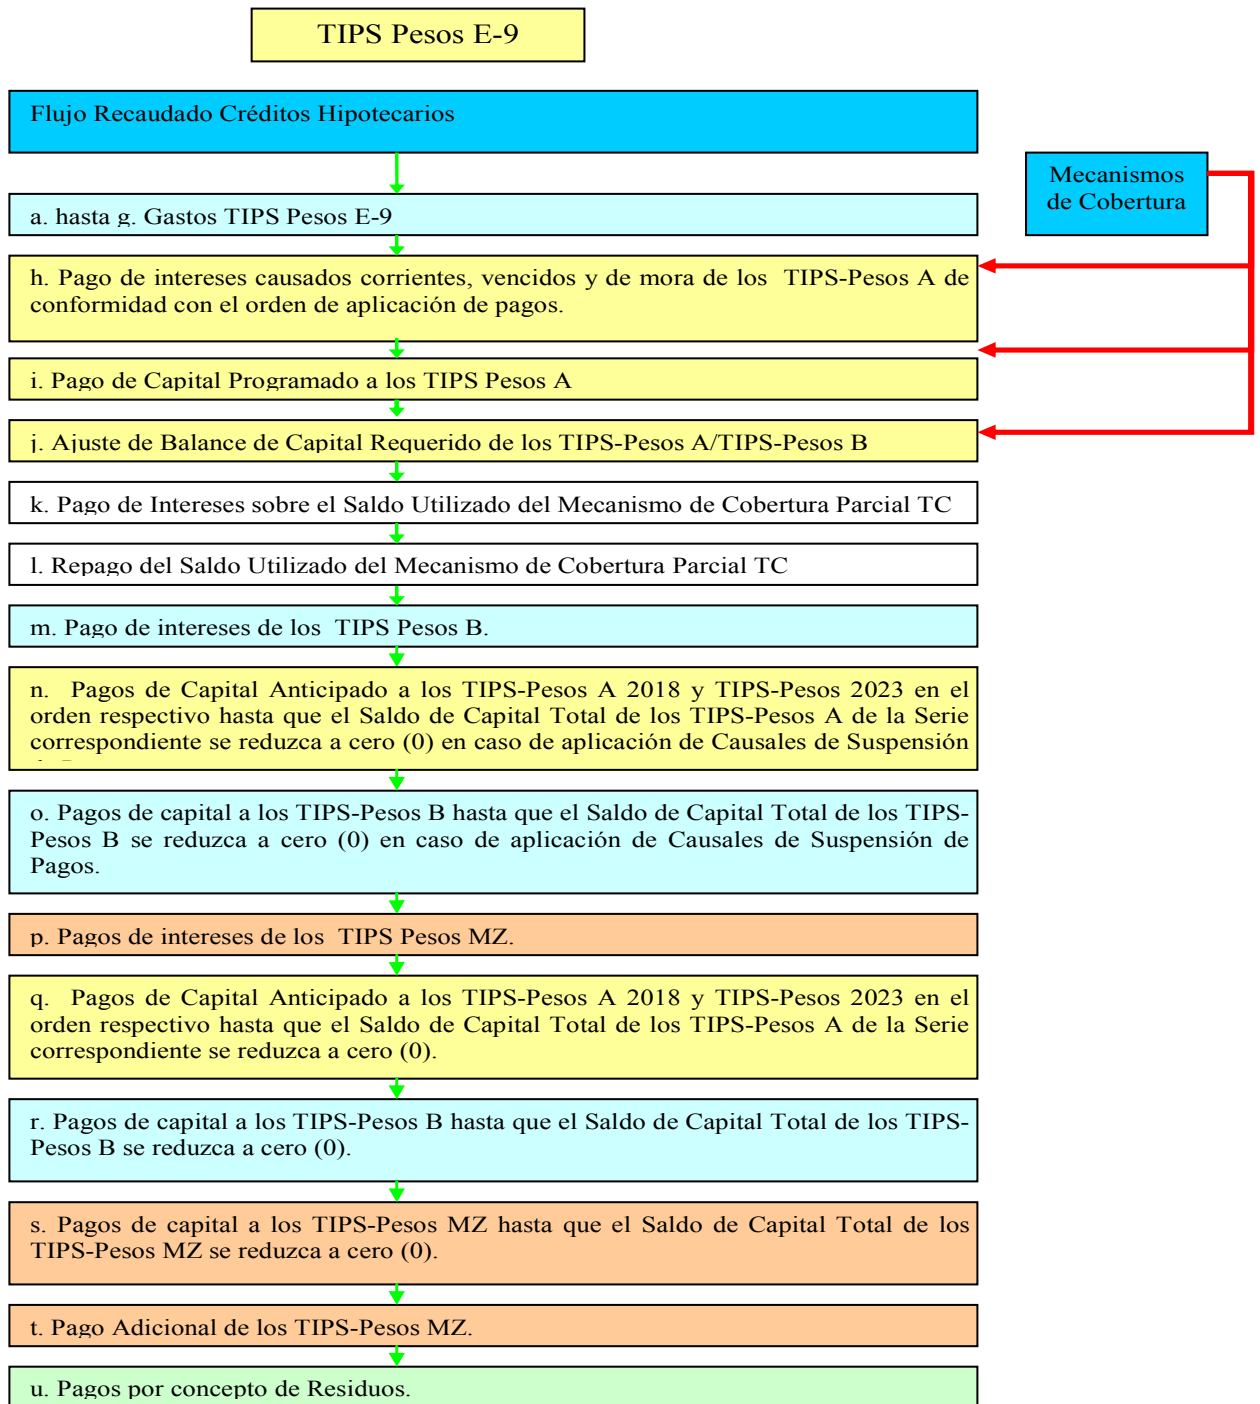 TIPS Pesos E-9
Flujo Recaudado Créditos Hipotecarios
Mecanismos
de Cobertura
a. hasta g. Gastos TIPS Pesos E-9
h. Pago de intereses causados corrientes, vencidos y de mora de los TIPS-Pesos A de
conformidad con el orden de aplicación de pagos.
i. Pago de Capital Programado a los TIPS Pesos A
j. Ajuste de Balance de Capital Requerido de los TIPS-Pesos A/TIPS-Pesos B
k. Pago de Intereses sobre el Saldo Utilizado del Mecanismo de Cobertura Parcial TC
l. Repago del Saldo Utilizado del Mecanismo de Cobertura Parcial TC
m. Pago de intereses de los TIPS Pesos B.
n. Pagos de Capital Anticipado a los TIPS-Pesos A 2018 y TIPS-Pesos 2023 en el
orden respectivo hasta que el Saldo de Capital Total de los TIPS-Pesos A de la Serie
correspondiente se reduzca a cero (0) en caso de aplicación de Causales de Suspensión
o. Pagos de capital a los TIPS-Pesos B hasta que el Saldo de Capital Total de los TIPS-
Pesos B se reduzca a cero (0) en caso de aplicación de Causales de Suspensión de
Pagos.
p. Pagos de intereses de los TIPS Pesos MZ.
q. Pagos de Capital Anticipado a los TIPS-Pesos A 2018 y TIPS-Pesos 2023 en el
orden respectivo hasta que el Saldo de Capital Total de los TIPS-Pesos A de la Serie
correspondiente se reduzca a cero (0).
r. Pagos de capital a los TIPS-Pesos B hasta que el Saldo de Capital Total de los TIPS-
Pesos B se reduzca a cero (0).
s. Pagos de capital a los TIPS-Pesos MZ hasta que el Saldo de Capital Total de los
TIPS-Pesos MZ se reduzca a cero (0).
t. Pago Adicional de los TIPS-Pesos MZ.
u. Pagos por concepto de Residuos.